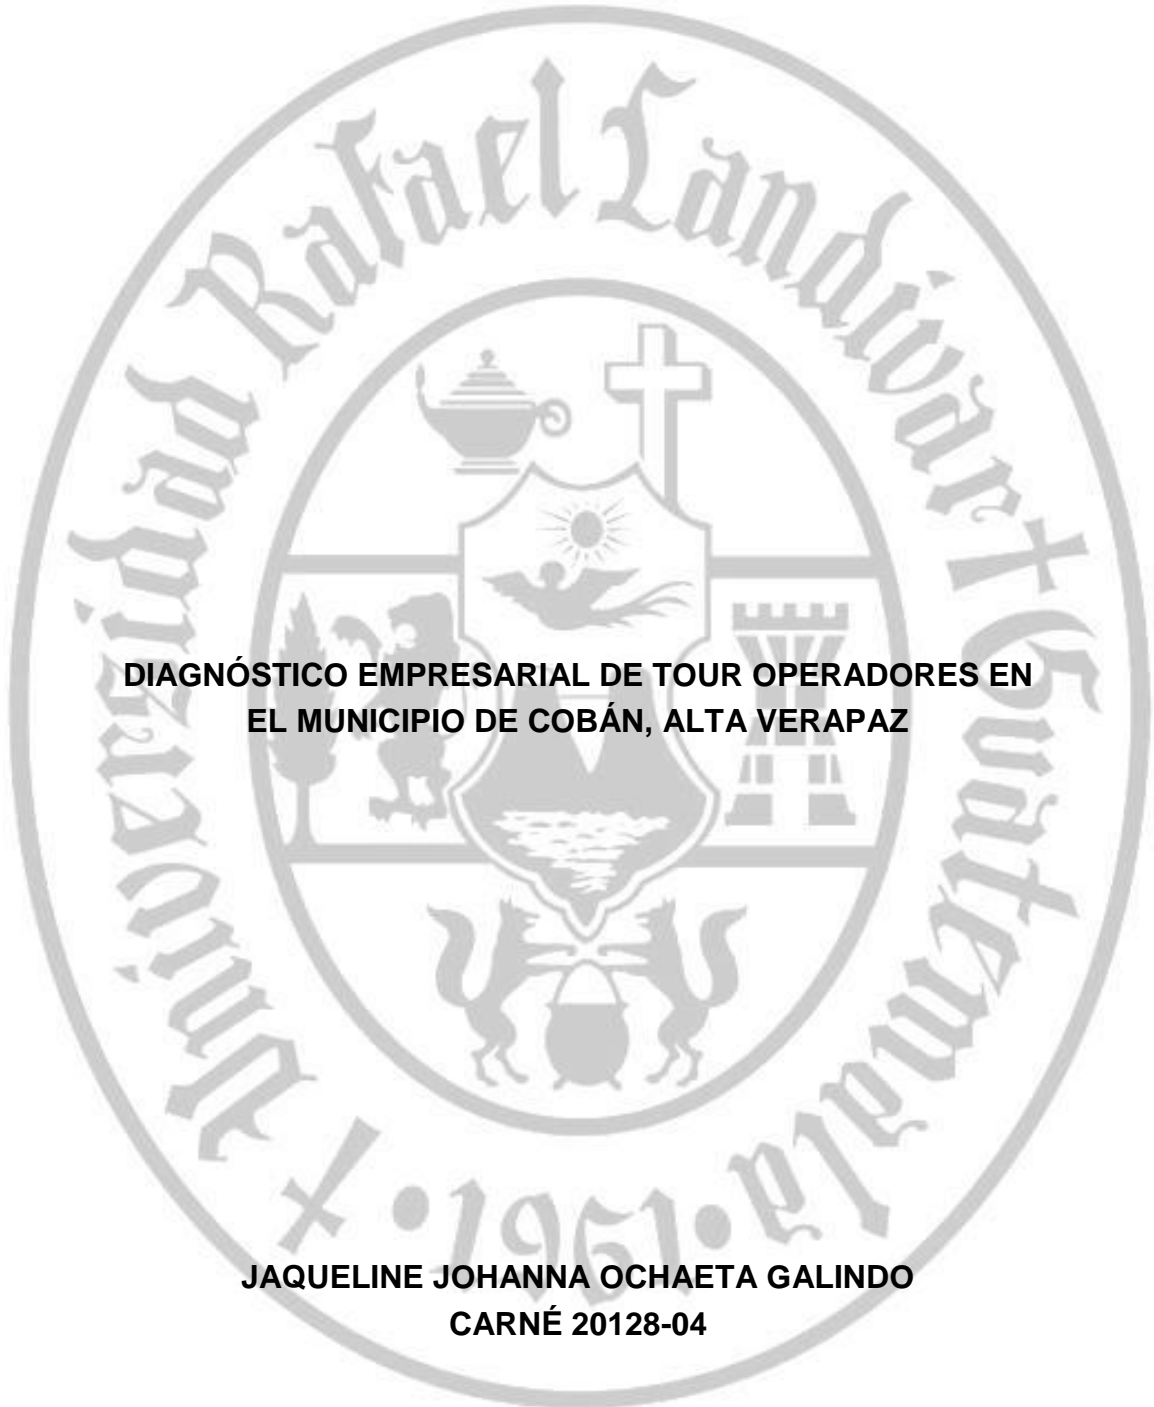 Universidad Rafael Landívar
Guatemala
1961
DIAGNÓSTICO EMPRESARIAL DE TOUR OPERADORES EN
EL MUNICIPIO DE COBÁN, ALTA VERAPAZ
JAQUELINE JOHANNA OCHAETA GALINDO
CARNÉ 20128-04